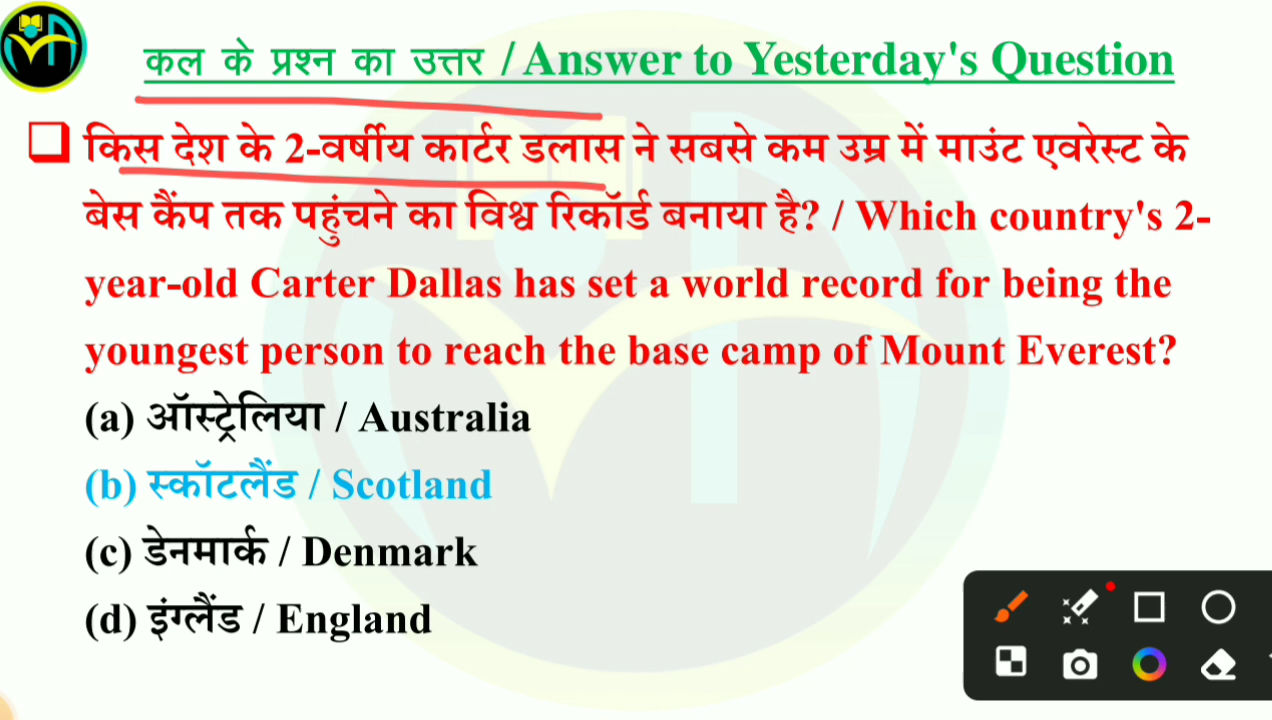 कल के प्रश्न का उत्तर / Answer to Yesterday's Question
किस देश के 2-वर्षीय कार्टर डलास ने सबसे कम उम्र में माउंट एवरेस्ट के
बेस कैंप तक पहुंचने का विश्व रिकॉर्ड बनाया है? / Which country's 2-
year-old Carter Dallas has set a world record for being the
youngest person to reach the base camp of Mount Everest?
(a) ऑस्ट्रेलिया / Australia
(b) स्कॉटलैंड / Scotland
(c) डेनमार्क / Denmark
(d) इंग्लैंड / England